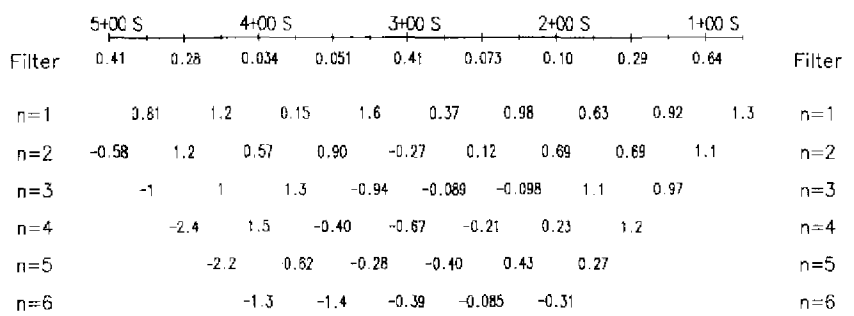 5+00 S 4+00 S 3+00 S 2+00 S 1+00 S
Filter 0.41 0.28 0.034 0.051 0.41 0.073 0.10 0.29 0.64 Filter
n=1 0.81 1.2 0.15 1.6 0.37 0.98 0.63 0.92 1.3 n=1
n=2 -0.58 1.2 0.57 0.90 -0.27 0.12 0.69 0.69 1.1 n=2
n=3 -1 1 1.3 -0.94 -0.089 -0.098 1.1 0.97 n=3
n=4 -2.4 1.5 -0.40 -0.67 -0.21 0.23 1.2 n=4
n=5 -2.2 0.62 -0.28 -0.40 0.43 0.27 n=5
n=6 -1.3 -1.4 -0.39 -0.085 -0.31 n=6